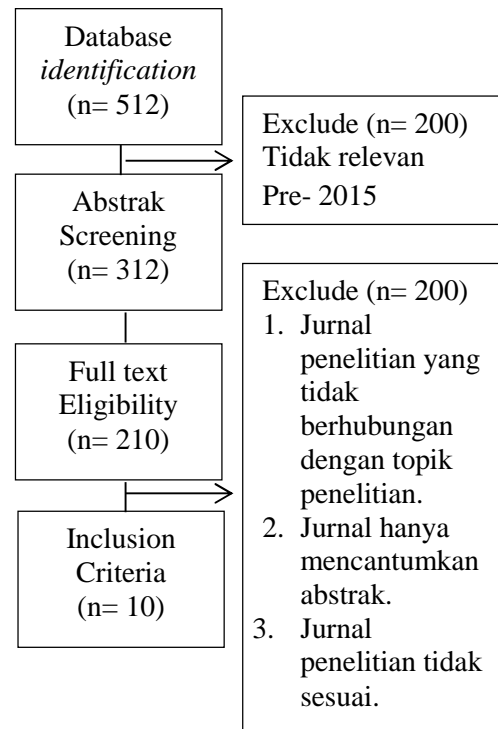 Database
identification
(n= 512)
Exclude (n= 200)
Tidak relevan
Pre- 2015
Abstrak
Screening
(n= 312)
Exclude (n= 200)
1. Jurnal
penelitian yang
tidak
berhubungan
dengan topik
penelitian.
2. Jurnal hanya
mencantumkan
abstrak.
3. Jurnal
penelitian tidak
sesuai.
Full text
Eligibility
(n= 210)
Inclusion
Criteria
(n= 10)